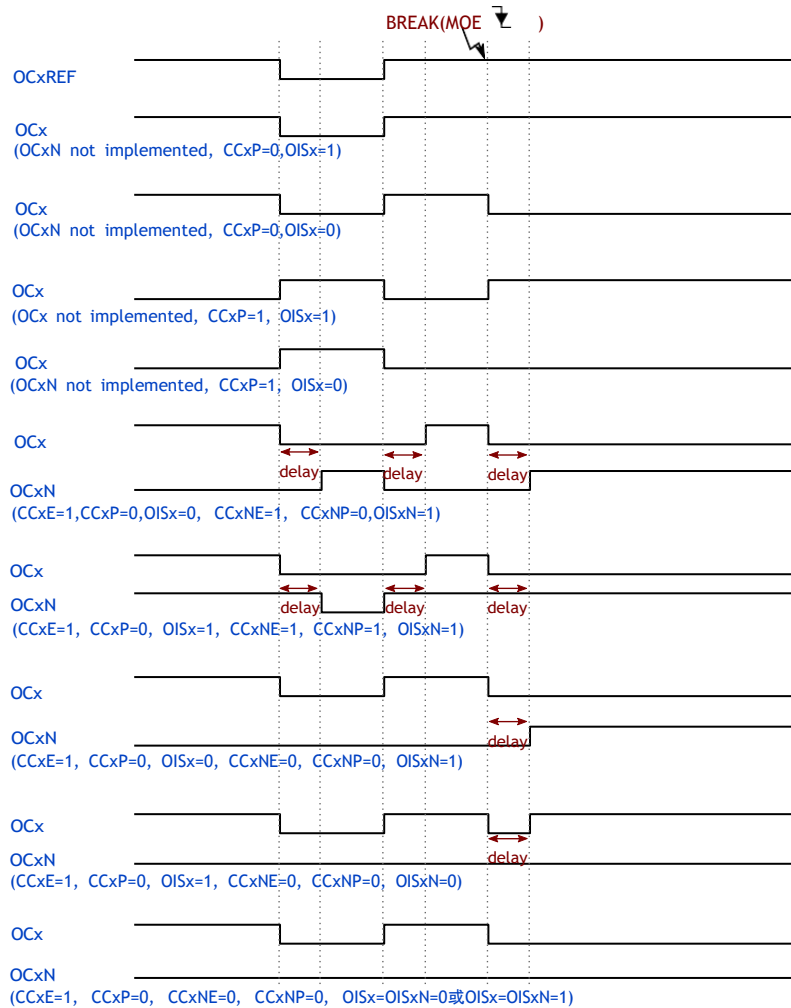 BREAK(MOE )
OCxREF
OCx
(OCxN not implemented, CCxP=0,OISx=1)
OCx
(OCxN not implemented, CCxP=0,OISx=0)
OCx
(OCx not implemented, CCxP=1, OISx=1)
OCx
(OCxN not implemented, CCxP=1, OISx=0)
OCx
delay delay delay
OCxN
(CCxE=1,CCxP=0,OISx=0, CCxNE=1, CCxNP=0,OISxN=1)
OCx
OCxN
delay delay delay
(CCxE=1, CCxP=0, OISx=1, CCxNE=1, CCxNP=1, OISxN=1)
OCx
OCxN
delay
(CCxE=1, CCxP=0, OISx=0, CCxNE=0, CCxNP=0, OISxN=1)
OCx
delay
OCxN
(CCxE=1, CCxP=0, OISx=1, CCxNE=0, CCxNP=0, OISxN=0)
OCx
OCxN
(CCxE=1, CCxP=0, CCxNE=0, CCxNP=0, OISx=OISxN=0或OISx=OISxN=1)